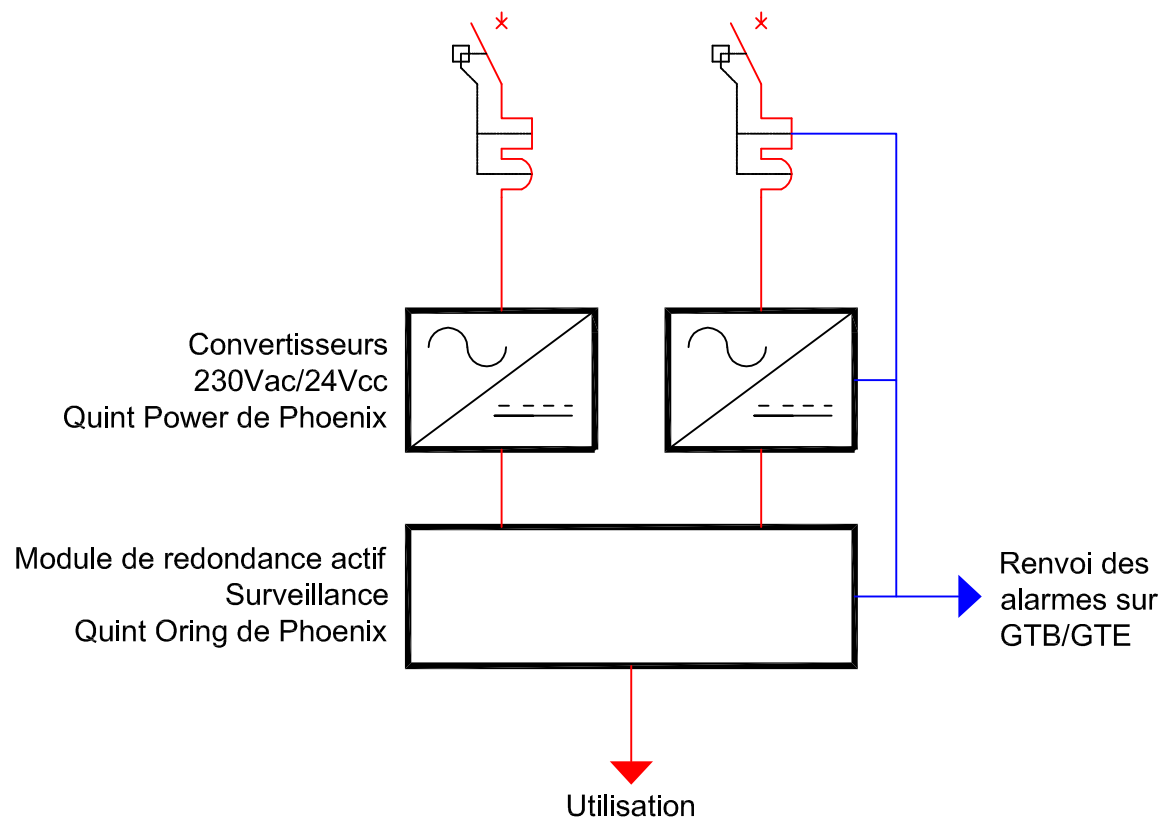 Convertisseurs
230Vac/24Vcc
Quint Power de Phoenix
Module de redondance actif
Surveillance
Quint Oring de Phoenix
Renvoi des
alarmes sur
GTB/GTE
Utilisation